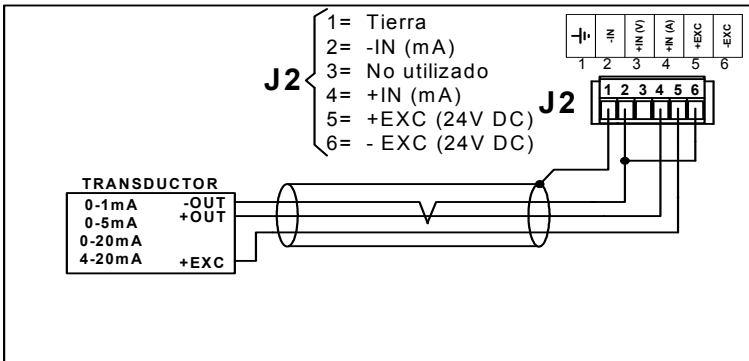 J2
1= Tierra
2= -IN (mA)
3= No utilizado
4= +IN (mA)
5= +EXC (24V DC)
6= - EXC (24V DC)
-IN
+IN (V)
+IN (A)
+EXC
-EXC
1 2 3 4 5 6
J2
1 2 3 4 5 6
TRANSDUCTOR
0-1mA -OUT
0-5mA +OUT
0-20mA
4-20mA +EXC